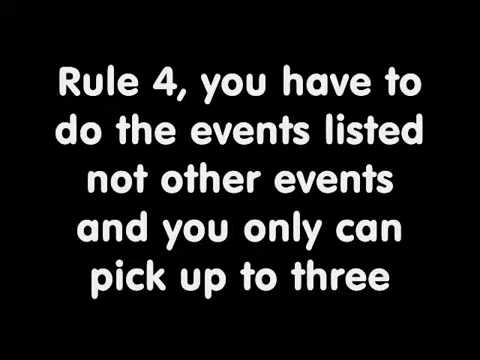 Rule 4, you have to
do the events listed
not other events
and you only can
pick up to three